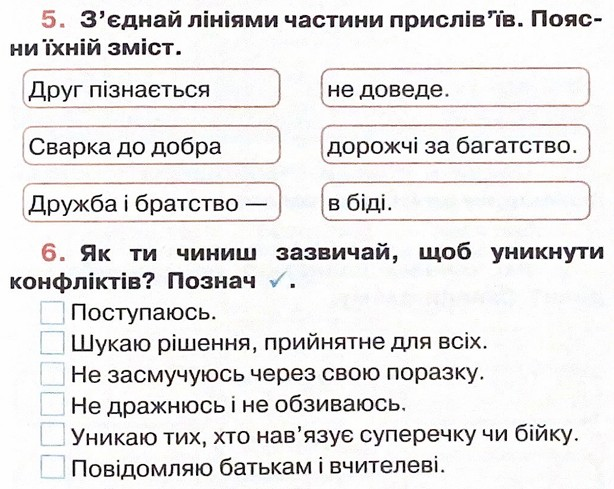 5. З’єднай лініями частини прислів’їв. Пояс-
ни їхній зміст.
Друг пізнається
не доведе.
Сварка до добра
дорожчі за багатство.
Дружба і братство —
в біді.
6. Як ти чиниш зазвичай, щоб уникнути
конфліктів? Познач ✓.
Поступаюсь.
Шукаю рішення, прийнятне для всіх.
Не засмучуюсь через свою поразку.
Не дражнюсь і не обзиваюсь.
Уникаю тих, хто нав’язує суперечку чи бійку.
Повідомляю батькам і вчителеві.